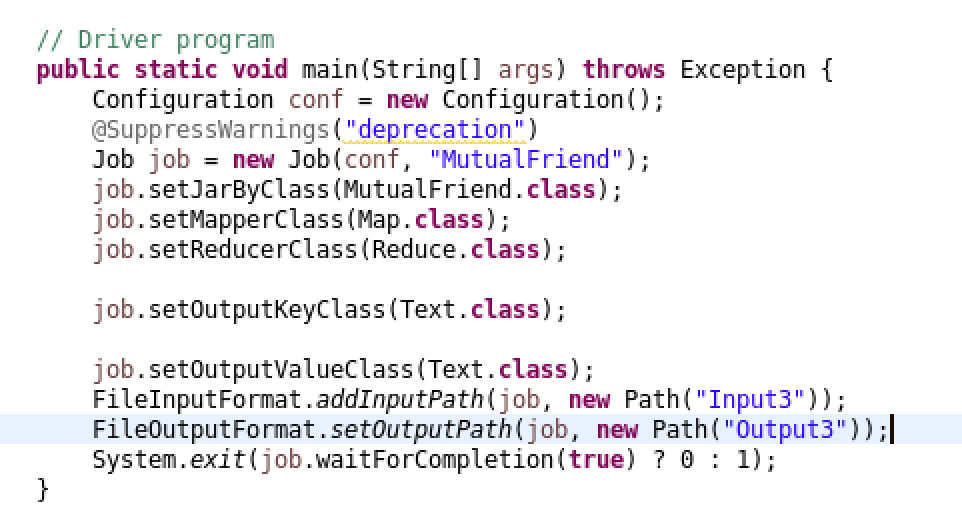 // Driver program
public static void main(String[] args) throws Exception {
    Configuration conf = new Configuration();
    @SuppressWarnings("deprecation")
    Job job = new Job(conf, "MutualFriend");
    job.setJarByClass(MutualFriend.class);
    job.setMapperClass(Map.class);
    job.setReducerClass(Reduce.class);

    job.setOutputKeyClass(Text.class);

    job.setOutputValueClass(Text.class);
    FileInputFormat.addInputPath(job, new Path("Input3"));
    FileOutputFormat.setOutputPath(job, new Path("Output3"));
    System.exit(job.waitForCompletion(true) ? 0 : 1);
}